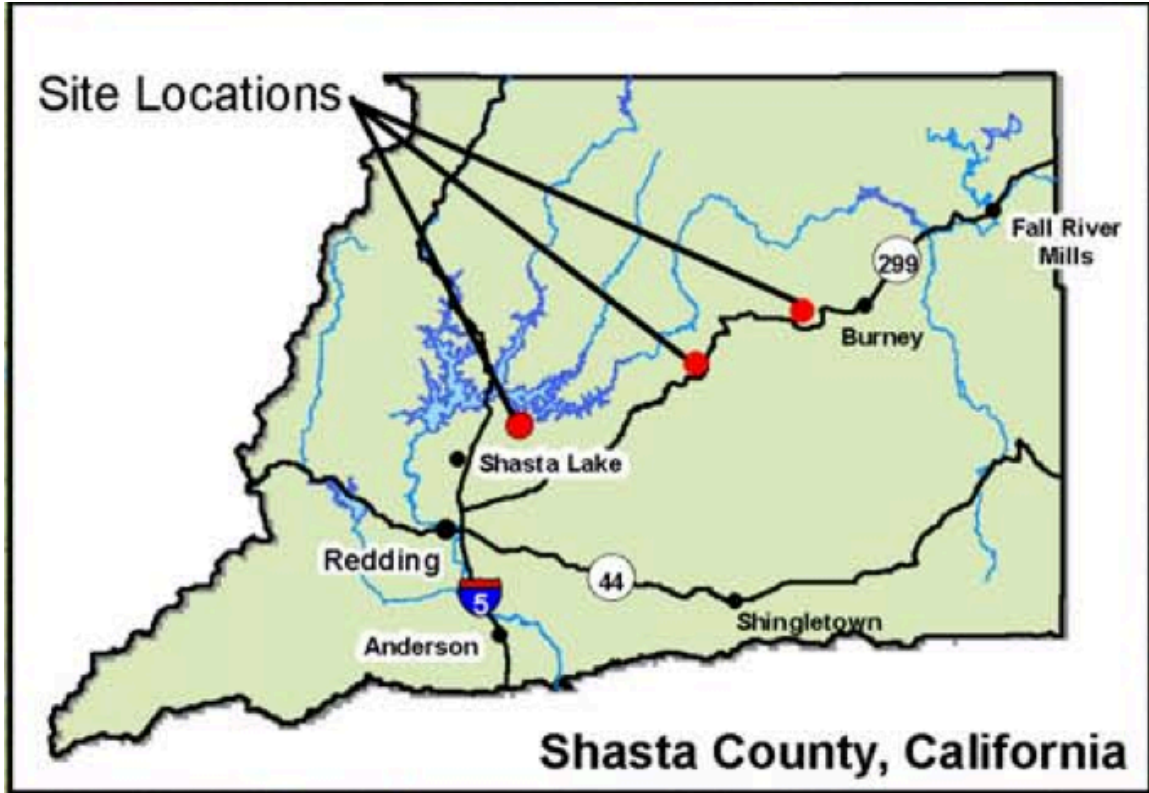 Site Locations
Fall River
Mills
299
Burney
Shasta Lake
Redding
44
5
Shingletown
Anderson
Shasta County, California